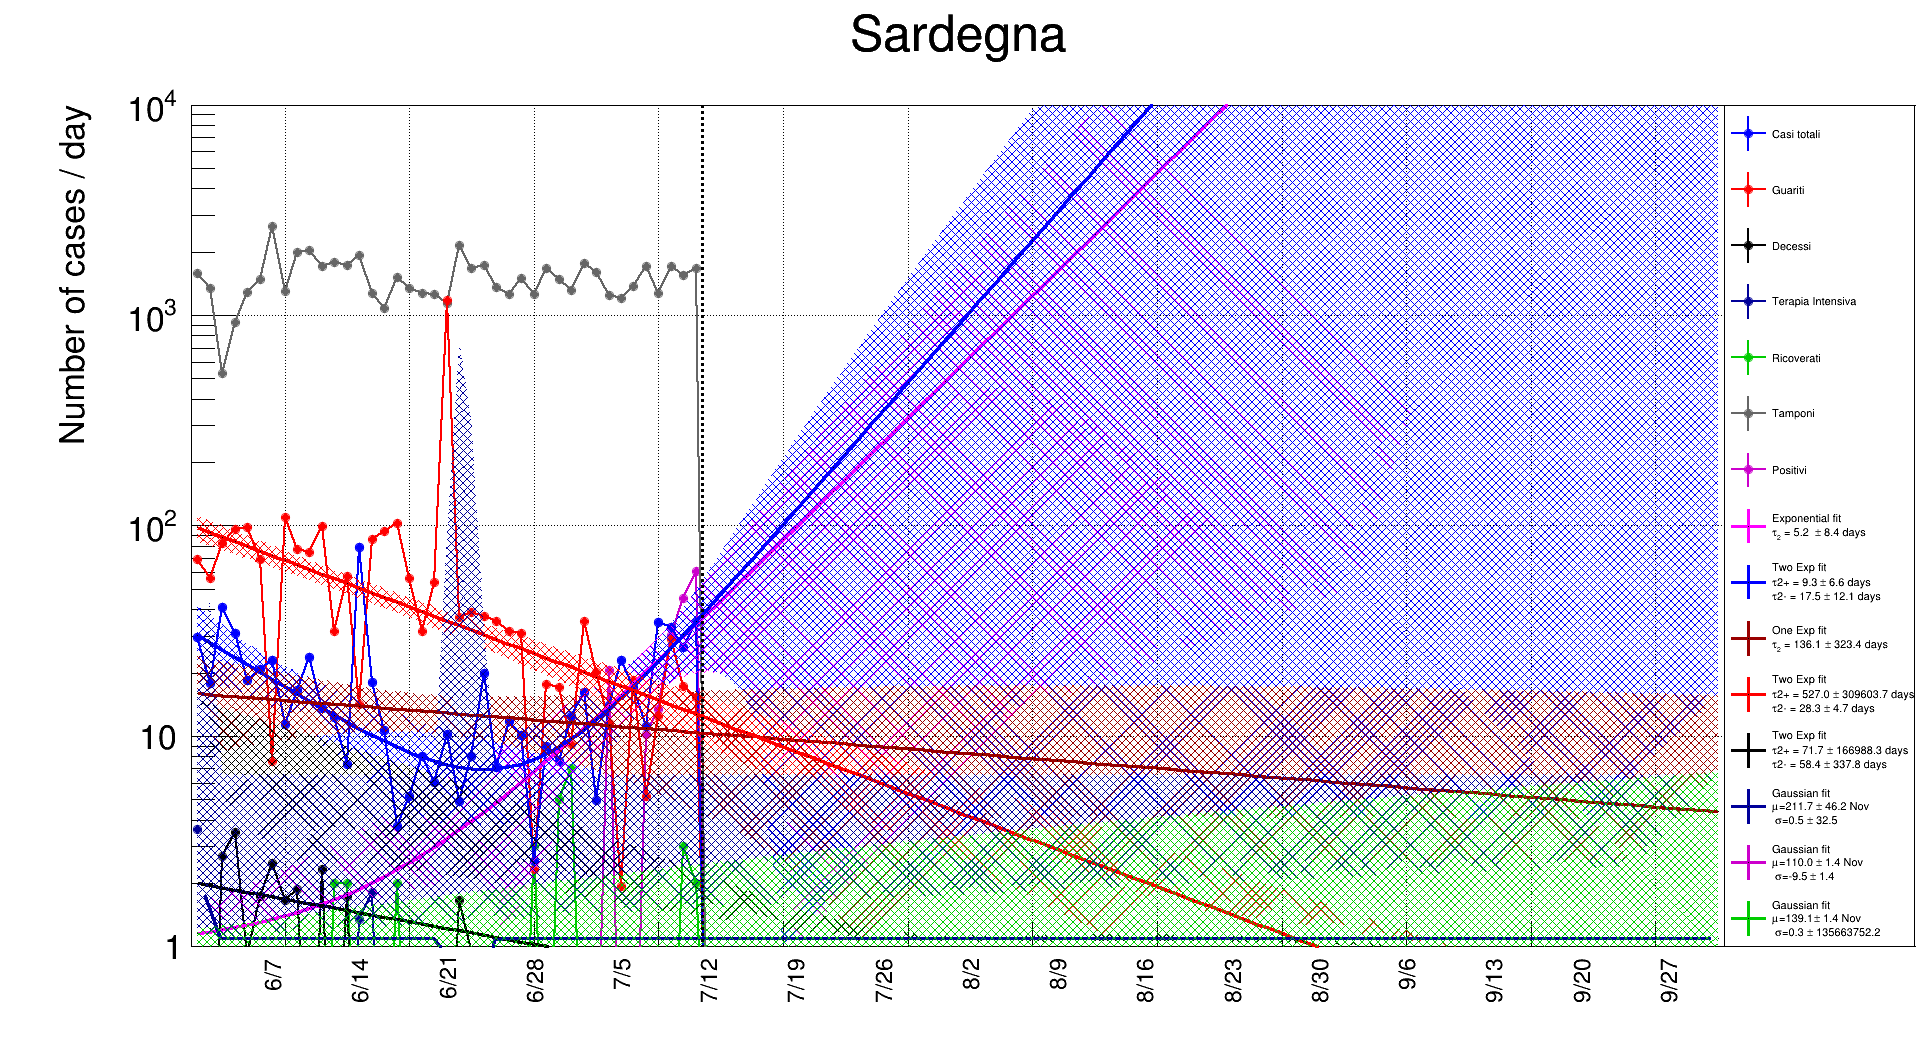 Sardegna
Number of cases / day
10^4
10^3
10^2
10
1
6/7
6/14
6/21
6/28
7/5
7/12
7/19
7/26
8/2
8/9
8/16
8/23
8/30
9/6
9/13
9/20
9/27
Casi totali
Guariti
Decessi
Terapia Intensiva
Ricoverati
Tamponi
Positivi
Exponential fit
τ_2 = 5.2 ± 8.4 days
Two Exp fit
τ2+ = 9.3 ± 6.6 days
τ2- = 17.5 ± 12.1 days
One Exp fit
τ_2 = 136.1 ± 323.4 days
Two Exp fit
τ2+ = 527.0 ± 309603.7 days
τ2- = 28.3 ± 4.7 days
Two Exp fit
τ2+ = 71.7 ± 166988.3 days
τ2- = 58.4 ± 337.8 days
Gaussian fit
μ=211.7 ± 46.2 Nov
σ=0.5 ± 32.5
Gaussian fit
μ=110.0 ± 1.4 Nov
σ=-9.5 ± 1.4
Gaussian fit
μ=139.1 ± 1.4 Nov
σ=0.3 ± 135663752.2